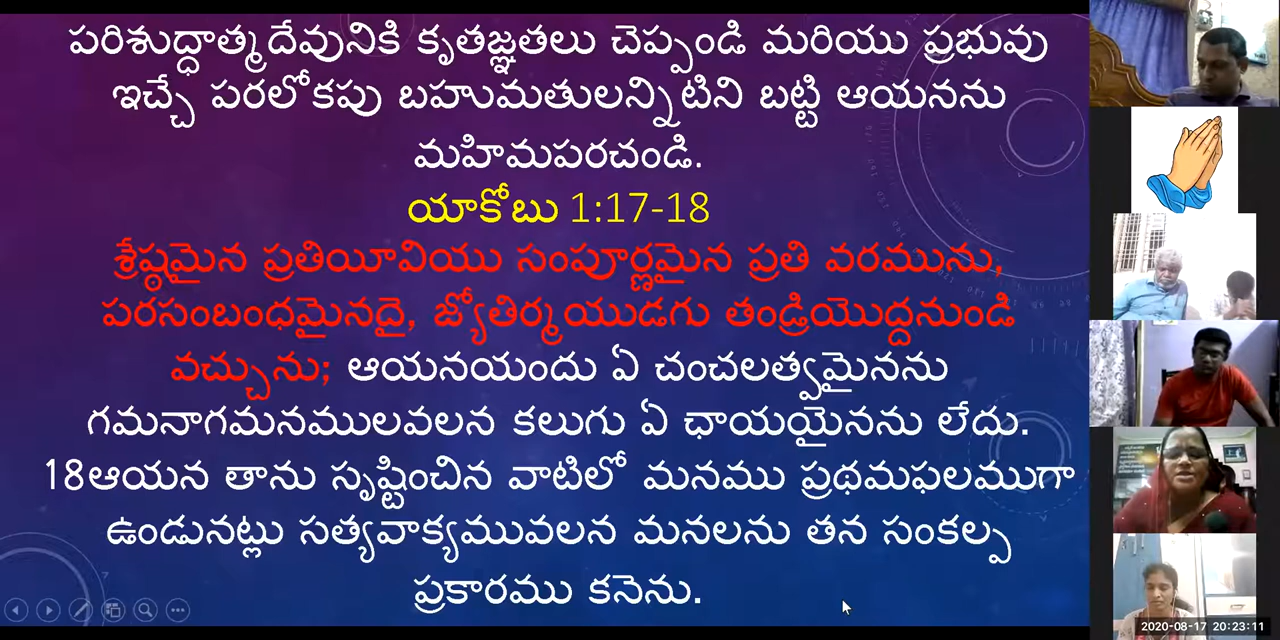 పరిశుద్ధాత్మదేవునికి కృతజ్ఞతలు చెప్పండి మరియు ప్రభువు
ఇచ్చే పరలోకపు బహుమతులన్నిటిని బట్టి ఆయనను
మహిమపరచండి.
యాకోబు 1:17-18
శ్రేష్ఠమైన ప్రతియీవియు సంపూర్ణమైన ప్రతి వరమును,
పరసంబంధమైనదై, జ్యోతిర్మయుడగు తండ్రియొద్దనుండి
వచ్చును; ఆయనయందు ఏ చంచలత్వమైనను
గమనాగమనములవలన కలుగు ఏ ఛాయయైనను లేదు.
18ఆయన తాను సృష్టించిన వాటిలో మనము ప్రథమఫలముగా
ఉండునట్లు సత్యవాక్యమువలన మనలను తన సంకల్ప
ప్రకారము కనెను.
2020-08-17 20:23:11